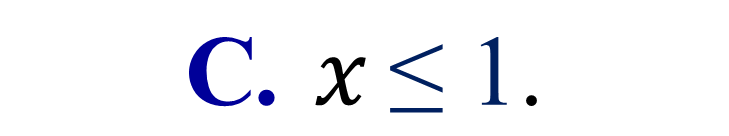 C. x ≤ 1.